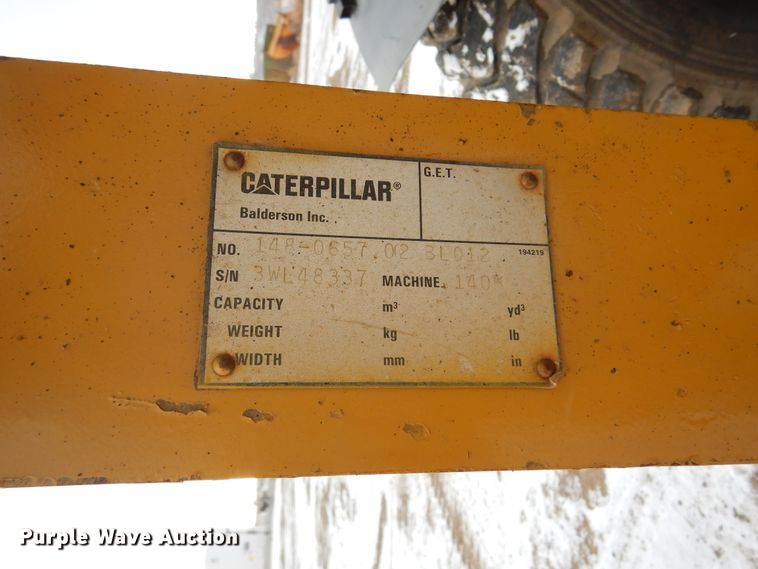 CATERPILLAR®
Balderson Inc.
G.E.T.
NO. 148-0657.02 3L012 194219
S/N 3WL48337 MACHINE
CAPACITY m³ yd³
WEIGHT kg lb
WIDTH mm in
Purple Wave Auction